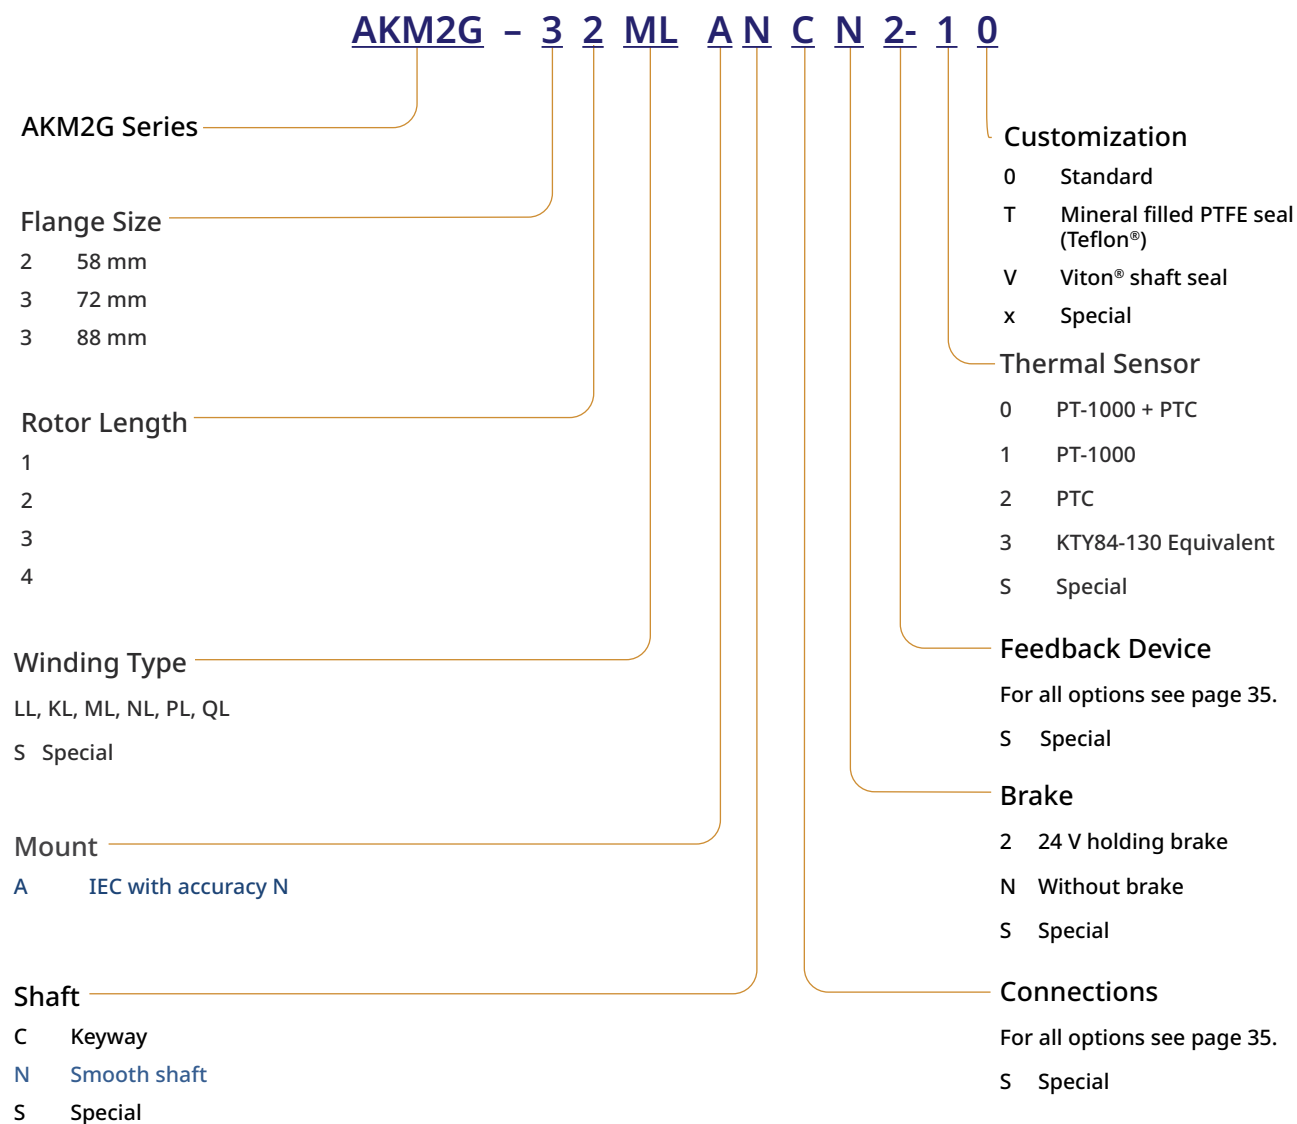 AKM2G – 3 2 ML A N C N 2- 1 0
AKM2G Series
Flange Size
2 58 mm
3 72 mm
3 88 mm
Rotor Length
1
2
3
4
Winding Type
LL, KL, ML, NL, PL, QL
S Special
Mount
A IEC with accuracy N
Shaft
C Keyway
N Smooth shaft
S Special
Customization
0 Standard
T Mineral filled PTFE seal
(Teflon®)
V Viton® shaft seal
x Special
Thermal Sensor
0 PT-1000 + PTC
1 PT-1000
2 PTC
3 KTY84-130 Equivalent
S Special
Feedback Device
For all options see page 35.
S Special
Brake
2 24 V holding brake
N Without brake
S Special
Connections
For all options see page 35.
S Special